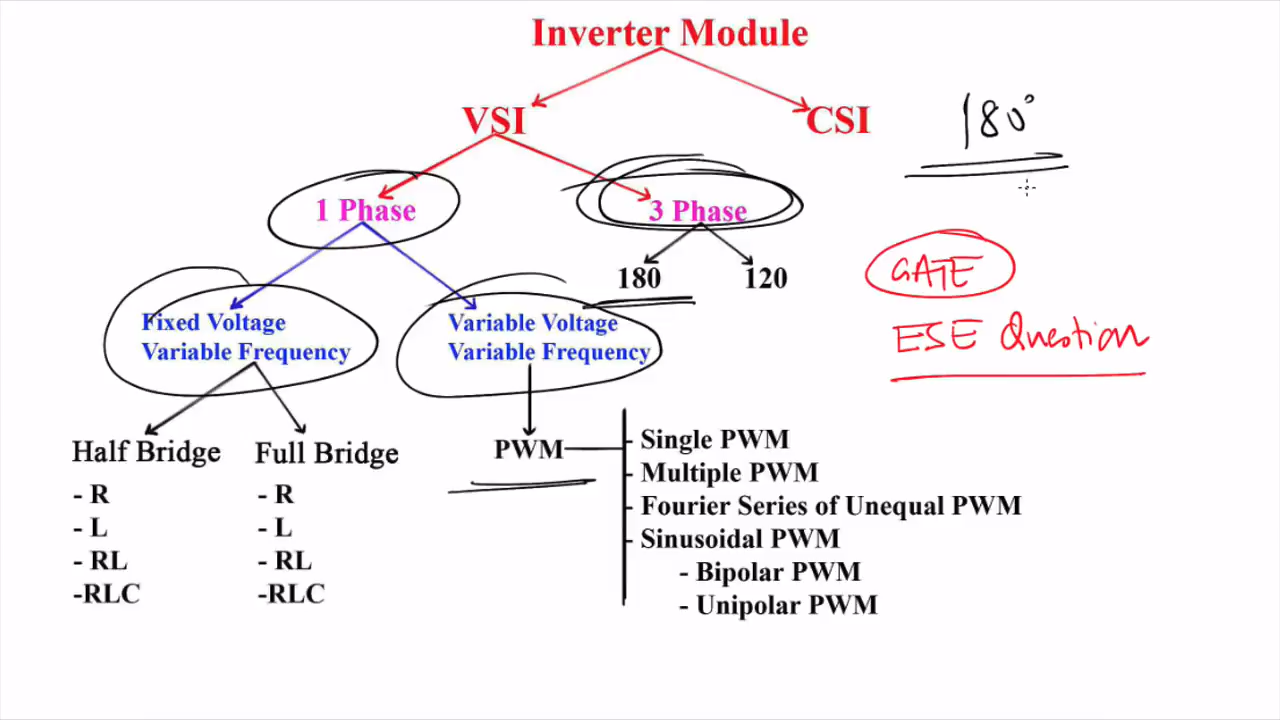 Inverter Module
VSI
CSI
180°
1 Phase
3 Phase
180
120
GATE
ESE Question
Fixed Voltage
Variable Frequency
Variable Voltage
Variable Frequency
Half Bridge
- R
- L
- RL
-RLC
Full Bridge
- R
- L
- RL
-RLC
PWM
- Single PWM
- Multiple PWM
- Fourier Series of Unequal PWM
- Sinusoidal PWM
- Bipolar PWM
- Unipolar PWM